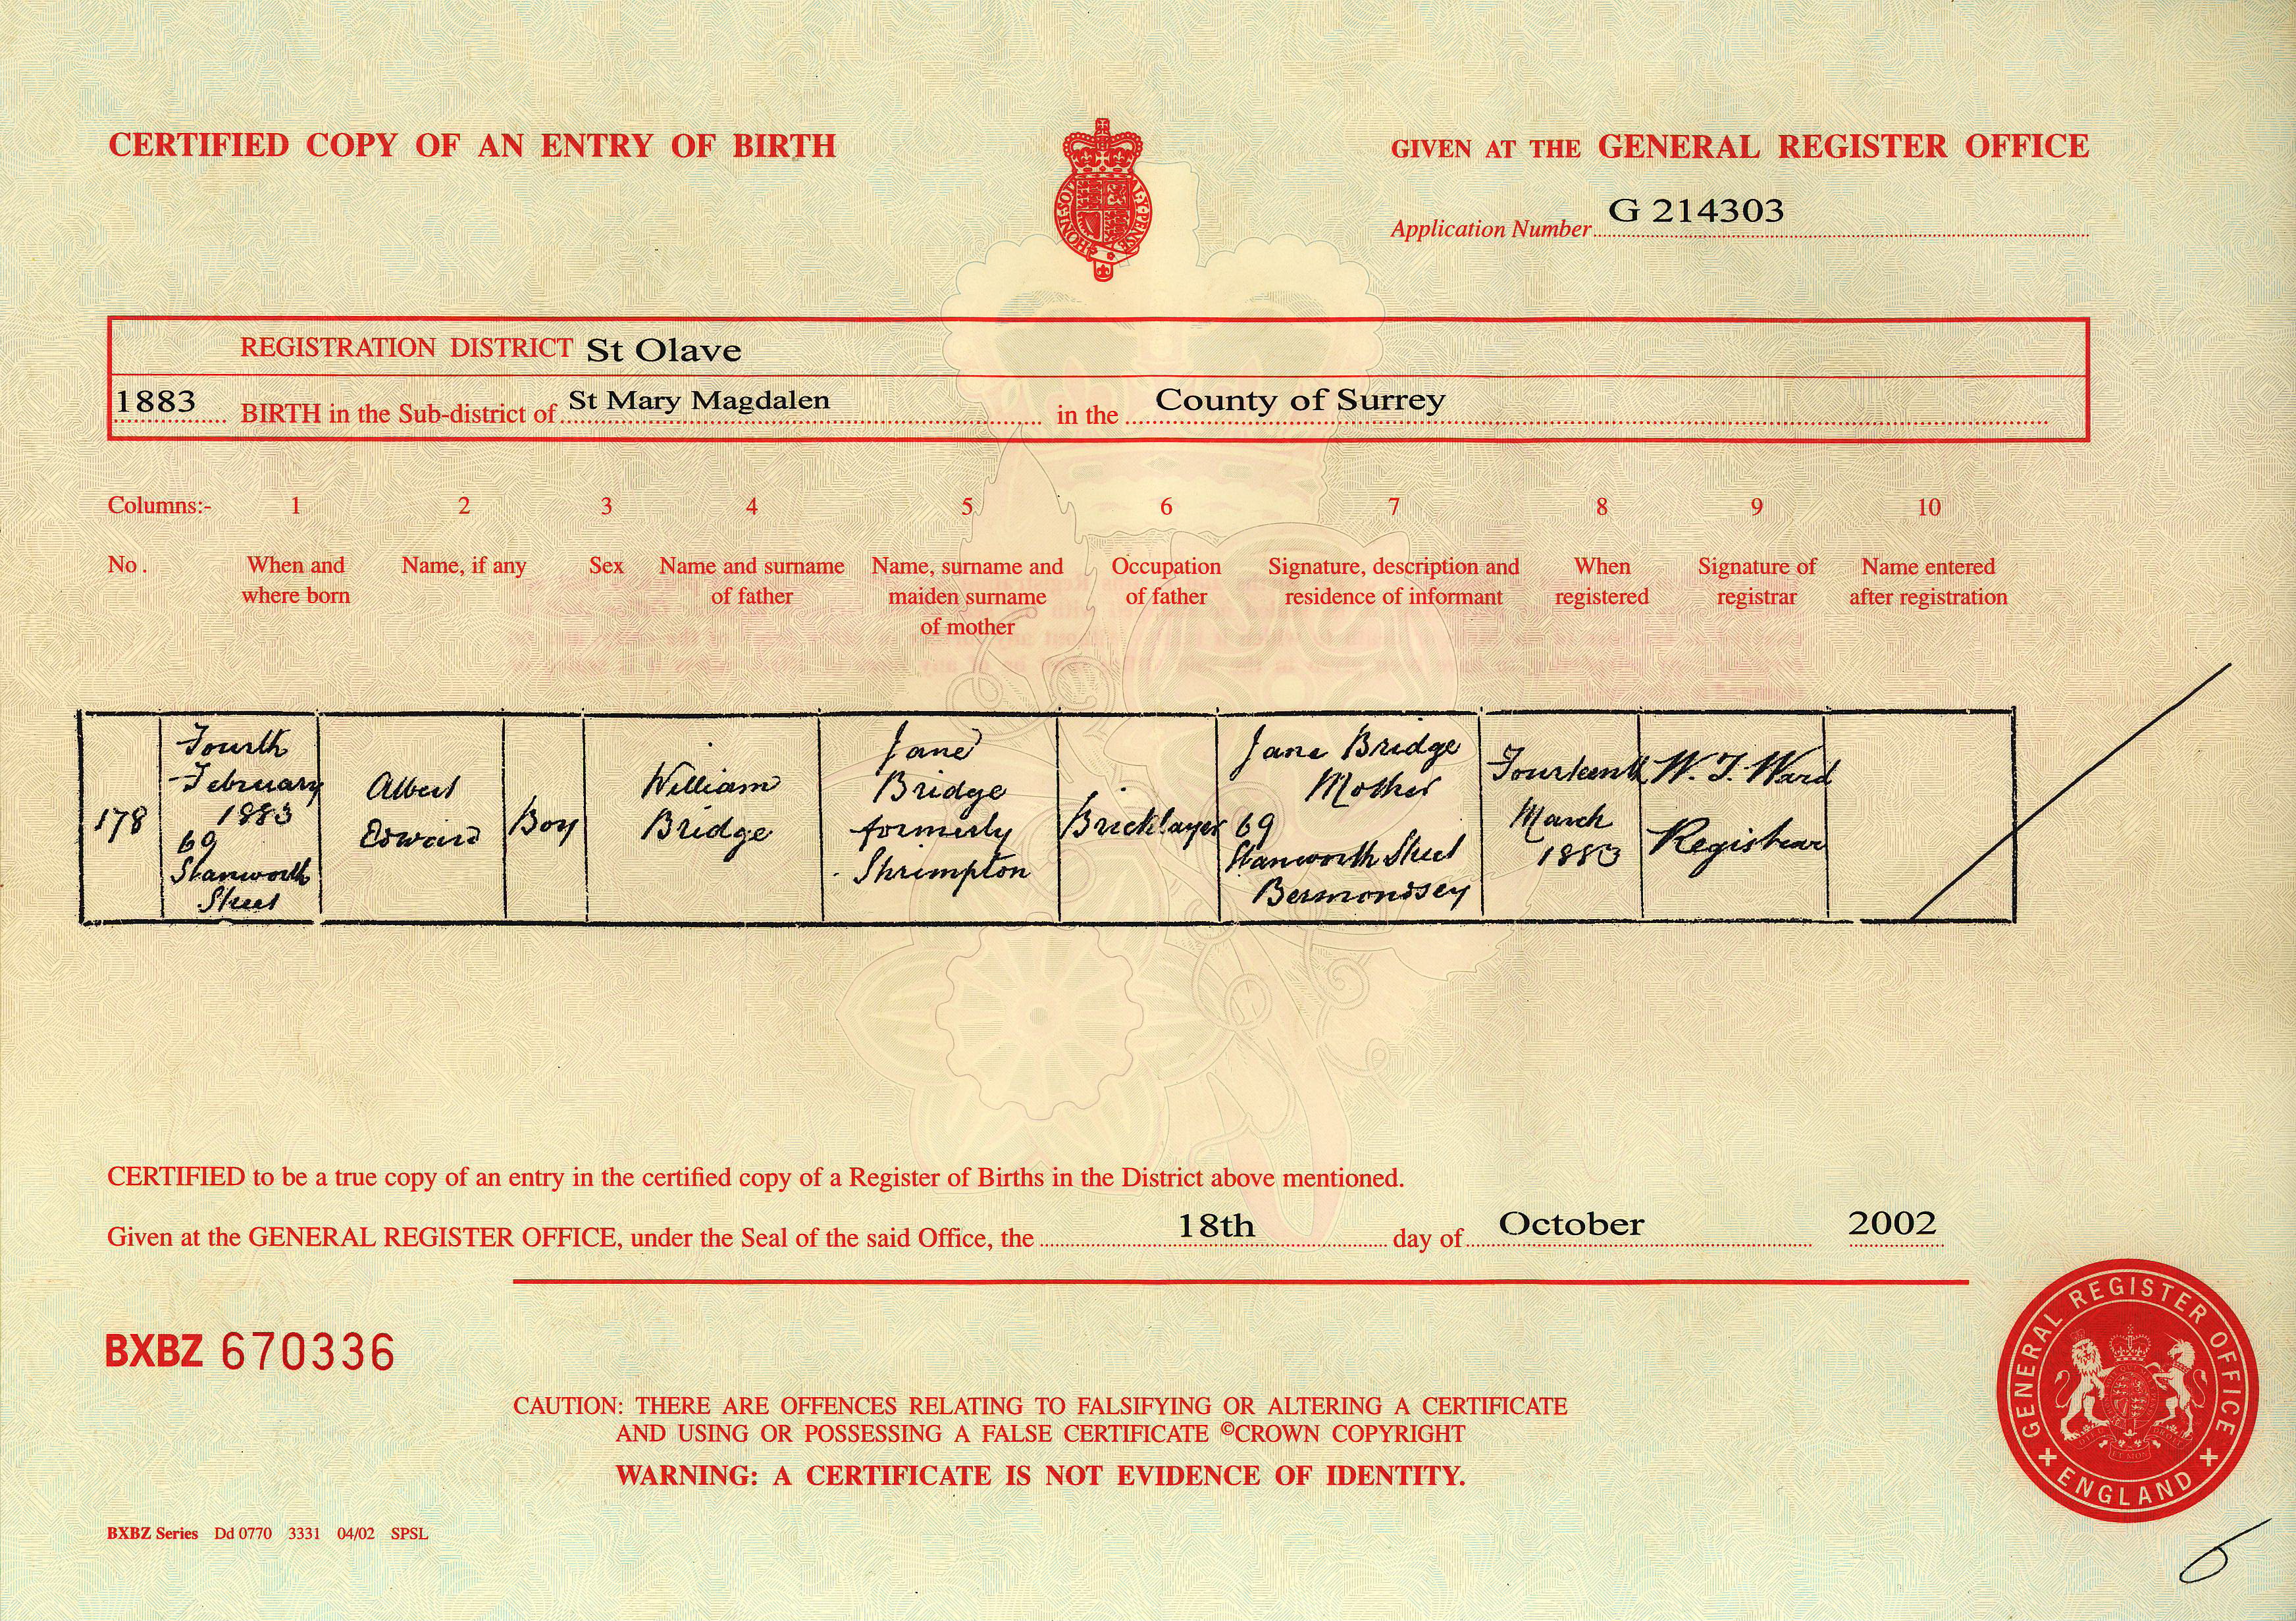 CERTIFIED COPY OF AN ENTRY OF BIRTH
GIVEN AT THE GENERAL REGISTER OFFICE
Application Number G 214303
REGISTRATION DISTRICT St Olave
1883 BIRTH in the Sub-district of St Mary Magdalen in the County of Surrey
Columns:- 1 2 3 4 5 6 7 8 9 10
No.
When and
where born
Name, if any
Sex
Name and surname
of father
Name, surname and
maiden surname
of mother
Occupation
of father
Signature, description and
residence of informant
When
registered
Signature of
registrar
Name entered
after registration
178
Fourth
February
1883
69
Stanworth
Street
Albert
Edward
Boy
William
Bridge
Jane
Bridge
formerly
Shrimpton
Bricklayer
Jane Bridge
Mother
69
Stanworth Street
Bermondsey
Fourteenth
March
1883
W. T. Ward
Registrar
CERTIFIED to be a true copy of an entry in the certified copy of a Register of Births in the District above mentioned.
Given at the GENERAL REGISTER OFFICE, under the Seal of the said Office, the 18th day of October 2002
BXBZ 670336
CAUTION: THERE ARE OFFENCES RELATING TO FALSIFYING OR ALTERING A CERTIFICATE
AND USING OR POSSESSING A FALSE CERTIFICATE ©CROWN COPYRIGHT
WARNING: A CERTIFICATE IS NOT EVIDENCE OF IDENTITY.
GENERAL REGISTER OFFICE
ENGLAND
BXBZ Series Dd 0770 3331 04/02 SPSL